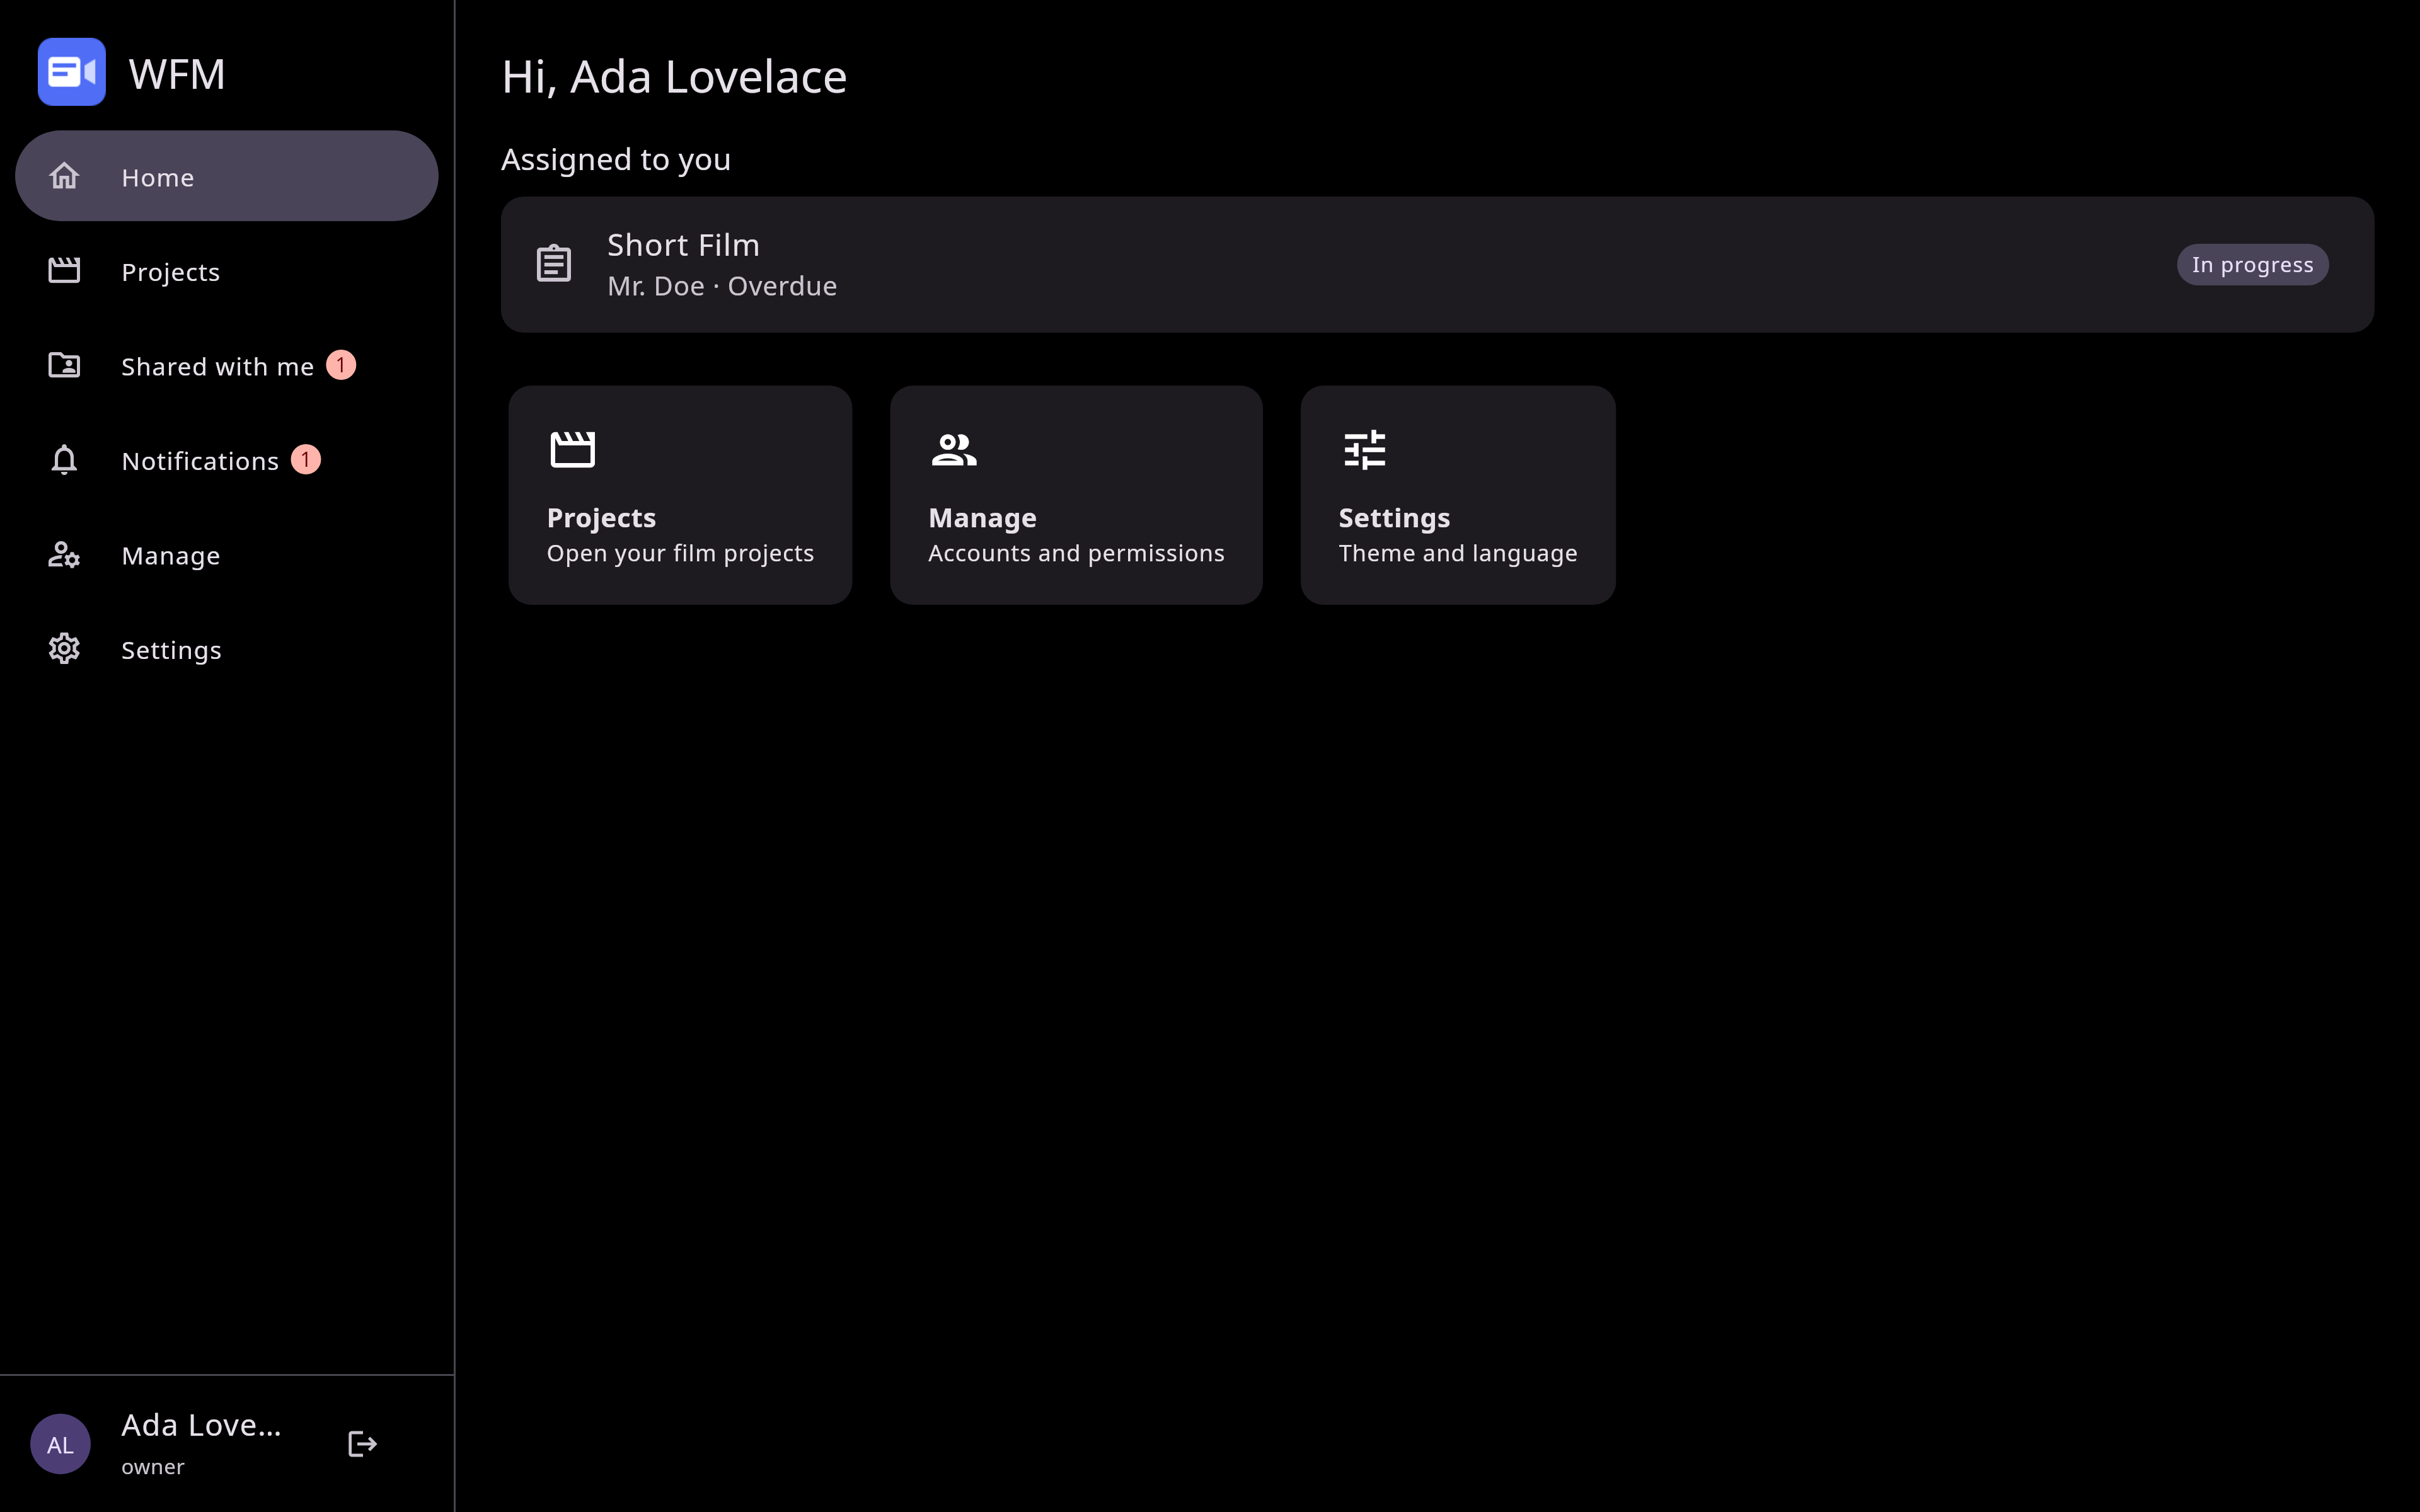 WFM
Home
Projects
Shared with me 1
Notifications 1
Manage
Settings
Ada Love...
AL
owner
Hi, Ada Lovelace
Assigned to you
Short Film
Mr. Doe · Overdue
In progress
Projects
Open your film projects
Manage
Accounts and permissions
Settings
Theme and language